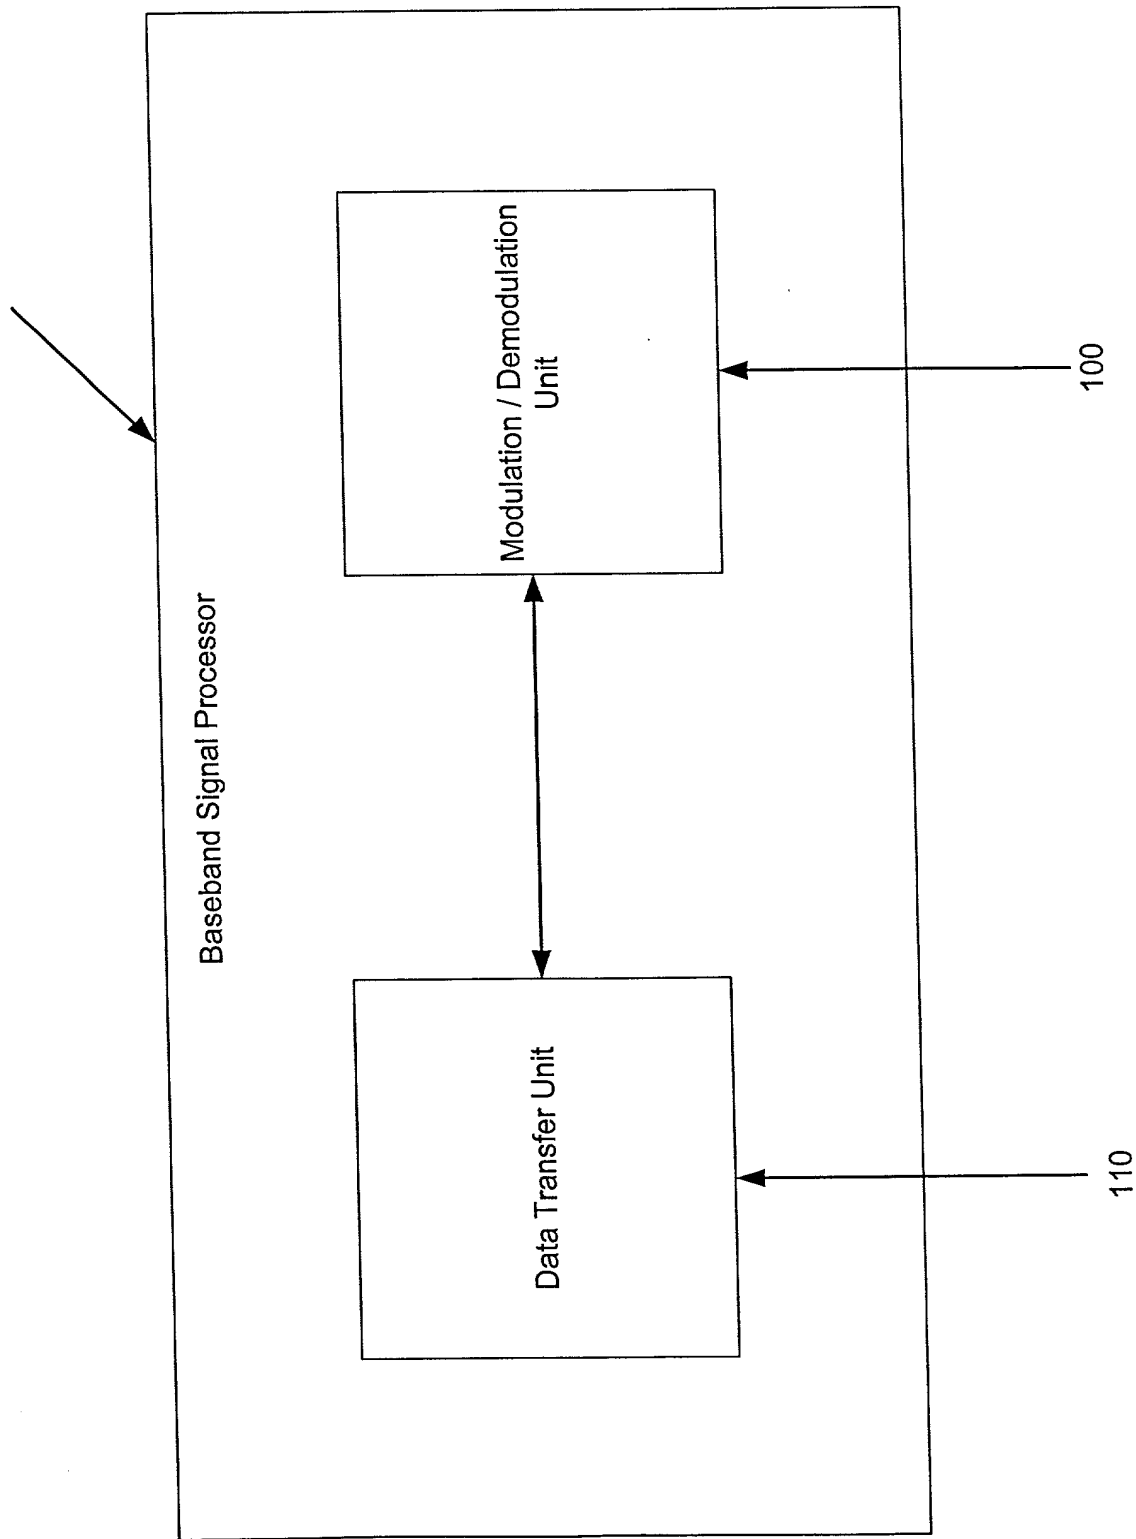 Baseband Signal Processor
Data Transfer Unit
Modulation / Demodulation
Unit
110
100